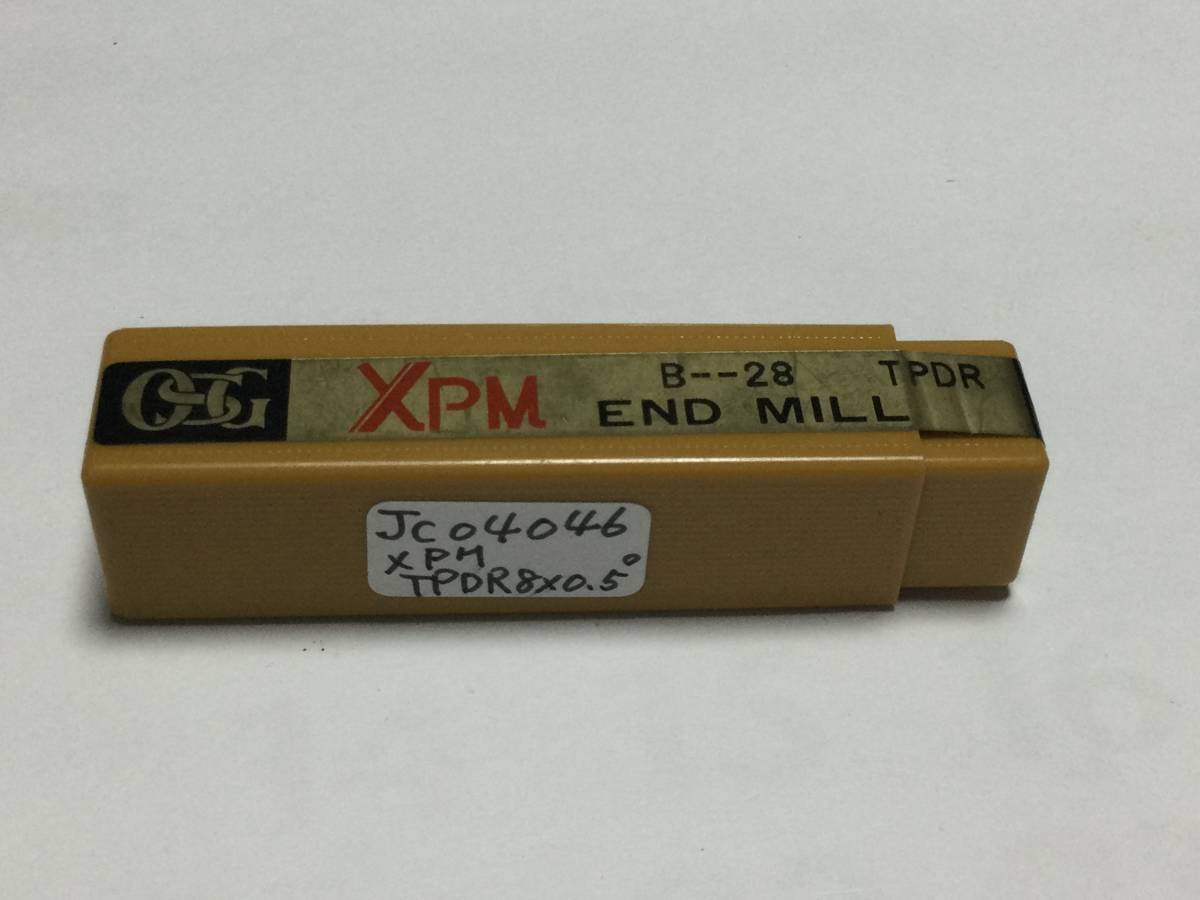 OSG XPM B--28 TPDR
END MILL
JC04046
XPM
TPDR8×0.5°